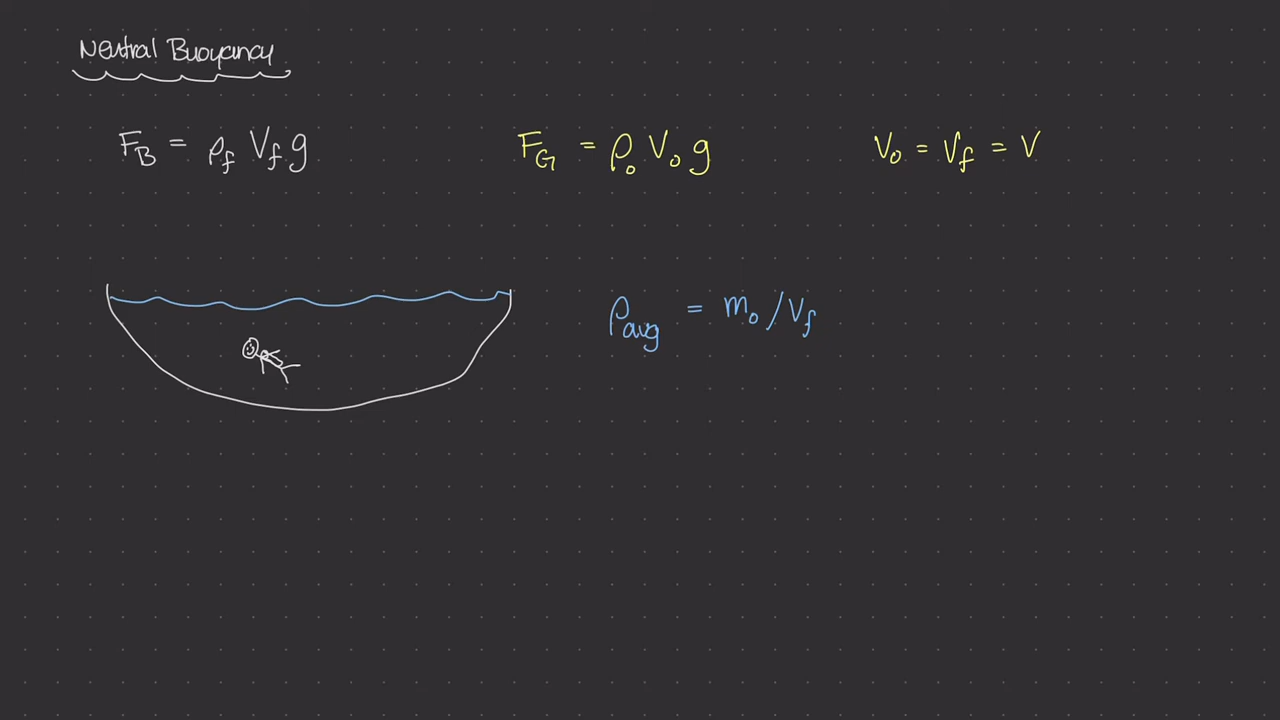 Neutral Buoyancy
F_B = ρ_f V_f g
F_G = ρ_o V_o g
V_o = V_f = V
ρ_avg = m_o / V_f